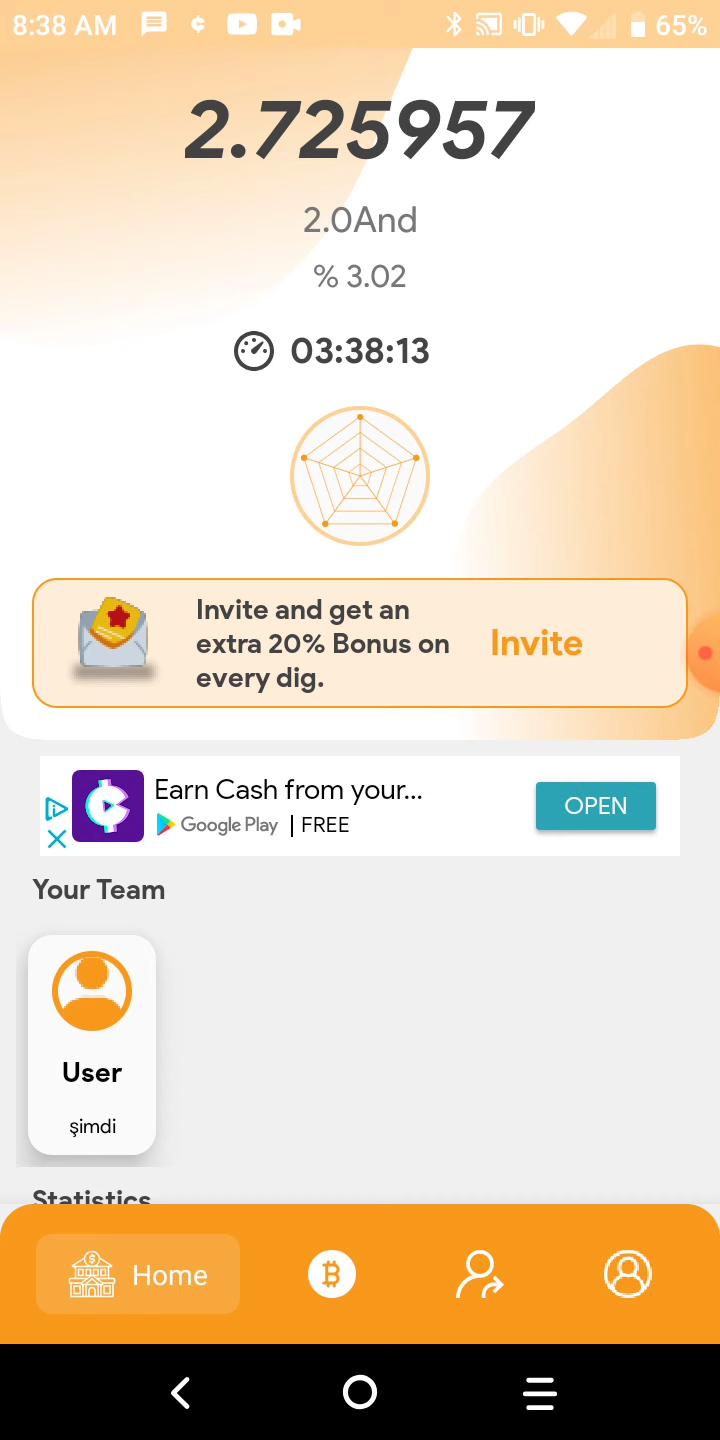 8:38 AM
65%
2.725957
2.0And
% 3.02
03:38:13
Invite and get an
extra 20% Bonus on
every dig.
Invite
Earn Cash from your...
Google Play | FREE
OPEN
Your Team
User
şimdi
Statistics
Home